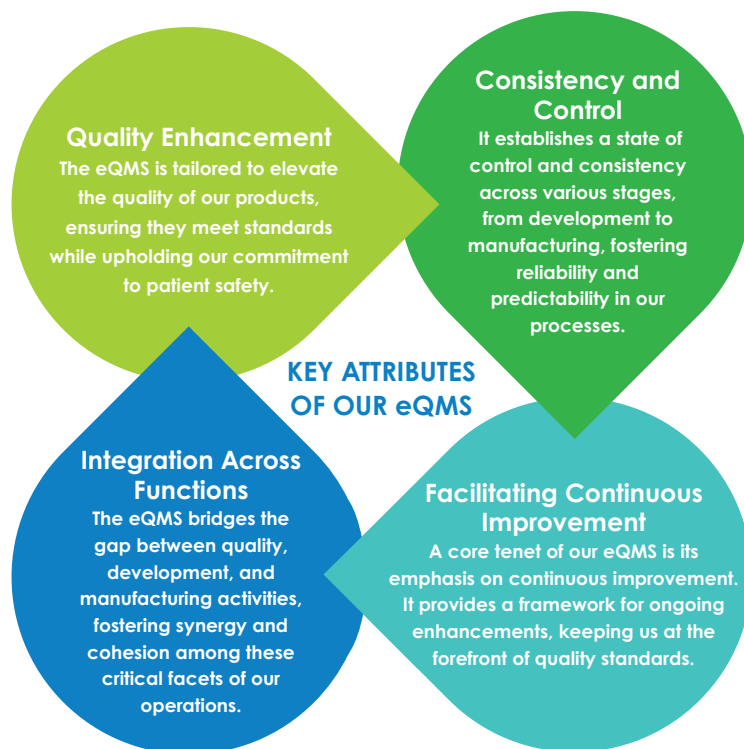 Quality Enhancement
The eQMS is tailored to elevate
the quality of our products,
ensuring they meet standards
while upholding our commitment
to patient safety.
Consistency and
Control
It establishes a state of
control and consistency
across various stages,
from development to
manufacturing, fostering
reliability and
predictability in our
processes.
KEY ATTRIBUTES
OF OUR eQMS
Integration Across
Functions
The eQMS bridges the
gap between quality,
development, and
manufacturing activities,
fostering synergy and
cohesion among these
critical facets of our
operations.
Facilitating Continuous
Improvement
A core tenet of our eQMS is its
emphasis on continuous improvement.
It provides a framework for ongoing
enhancements, keeping us at the
forefront of quality standards.